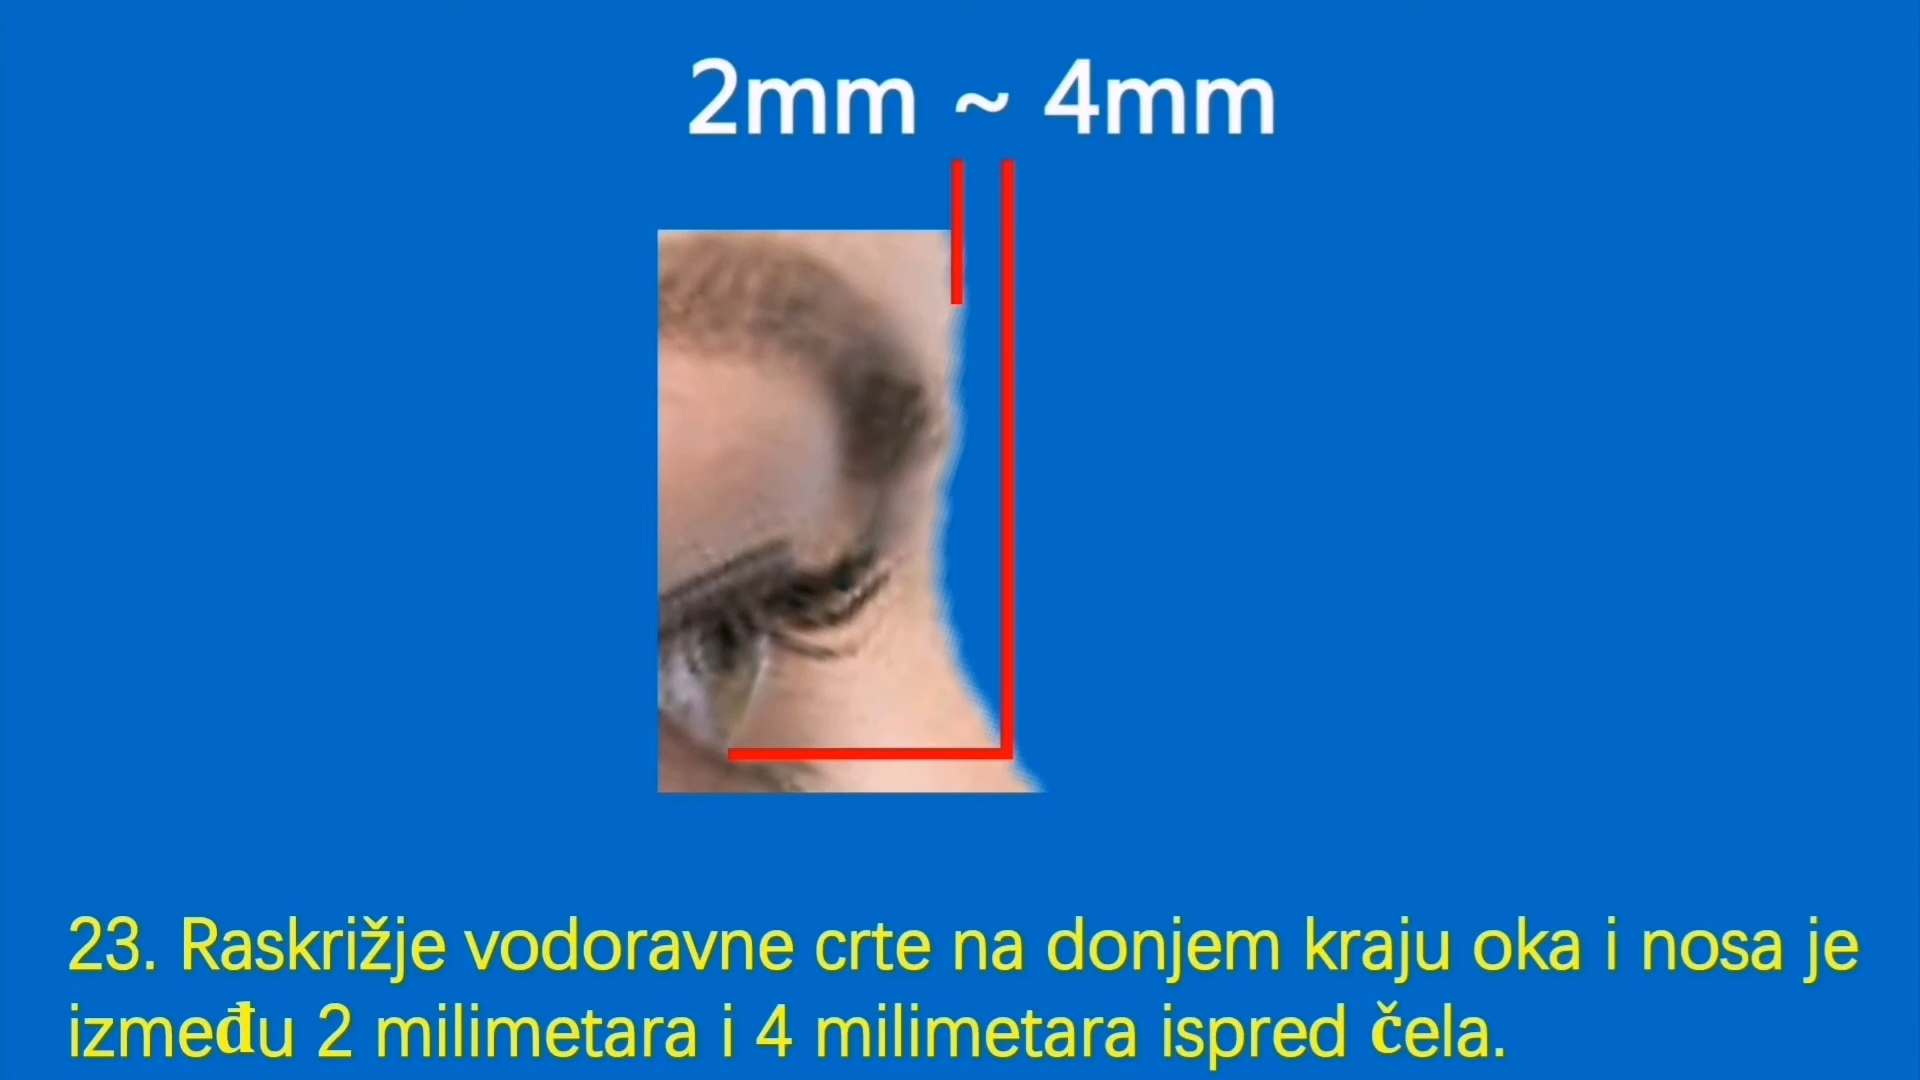 2mm ~ 4mm
23. Raskrižje vodoravne crte na donjem kraju oka i nosa je
između 2 milimetara i 4 milimetara ispred čela.